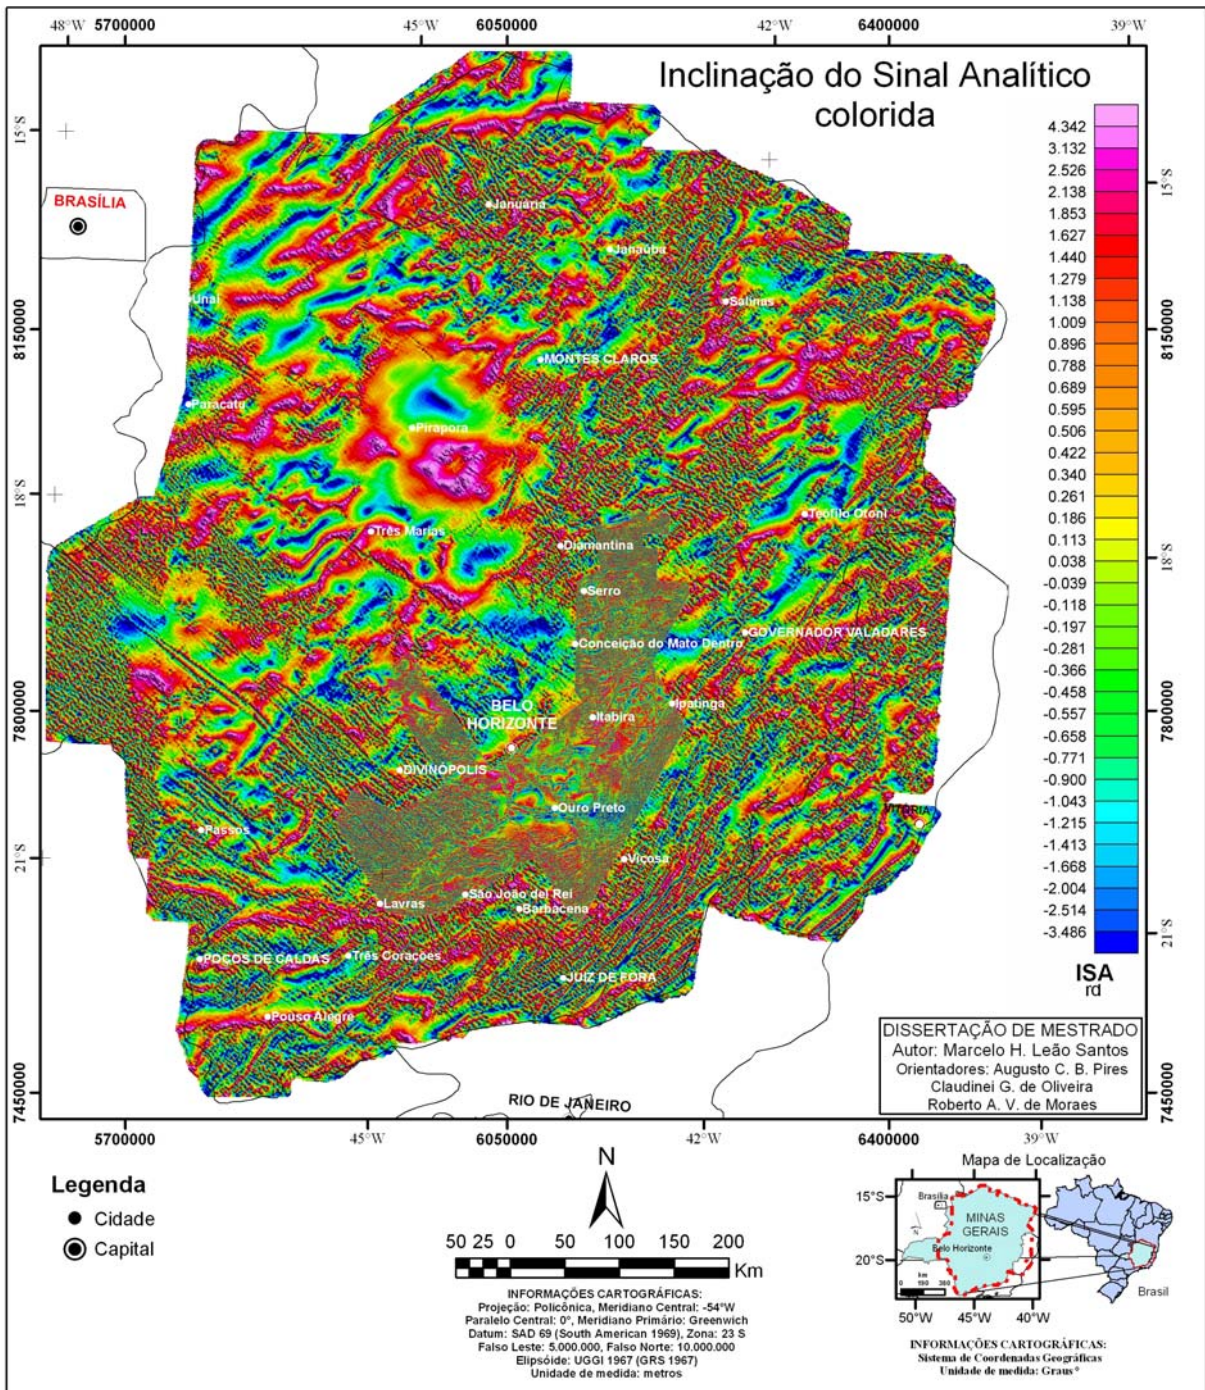 48°W 5700000 45°W 6050000 42°W 6400000 39°W
Inclinação do Sinal Analítico
colorida
15°S
15°S
BRASÍLIA
Januária
Janaúba
Unaí
Salinas
8150000
8150000
MONTES CLAROS
Paracatu
Pirapora
18°S
18°S
Três Marias
Teófilo Otoni
Diamantina
Serro
Conceição do Mato Dentro
GOVERNADOR VALADARES
Ipatinga
7800000
7800000
BELO
HORIZONTE
Itabira
DIVINÓPOLIS
Ouro Preto
VITÓRIA
Passos
21°S
21°S
Viçosa
São João del Rei
Lavras
Barbacena
POÇOS DE CALDAS
Três Corações
JUIZ DE FORA
Pouso Alegre
7450000
7450000
RIO DE JANEIRO
4.342
3.132
2.526
2.138
1.853
1.627
1.440
1.279
1.138
1.009
0.896
0.788
0.689
0.595
0.506
0.422
0.340
0.261
0.186
0.113
0.038
-0.039
-0.118
-0.197
-0.281
-0.366
-0.458
-0.557
-0.658
-0.771
-0.900
-1.043
-1.215
-1.413
-1.668
-2.004
-2.514
-3.486
ISA
rd
DISSERTAÇÃO DE MESTRADO
Autor: Marcelo H. Leão Santos
Orientadores: Augusto C. B. Pires
Claudinei G. de Oliveira
Roberto A. V. de Moraes
5700000 45°W 6050000 42°W 6400000 39°W
Legenda
Cidade
Capital
N
50 25 0 50 100 150 200
Km
INFORMAÇÕES CARTOGRÁFICAS:
Projeção: Policônica, Meridiano Central: -54°W
Paralelo Central: 0°, Meridiano Primário: Greenwich
Datum: SAD 69 (South American 1969), Zona: 23 S
Falso Leste: 5.000.000, Falso Norte: 10.000.000
Elipsóide: UGGI 1967 (GRS 1967)
Unidade de medida: metros
Mapa de Localização
15°S
20°S
Brasília
MINAS
GERAIS
Belo Horizonte
N
km
0 190 380
50°W 45°W 40°W
Brasil
INFORMAÇÕES CARTOGRÁFICAS:
Sistema de Coordenadas Geográficas
Unidade de medida: Graus °